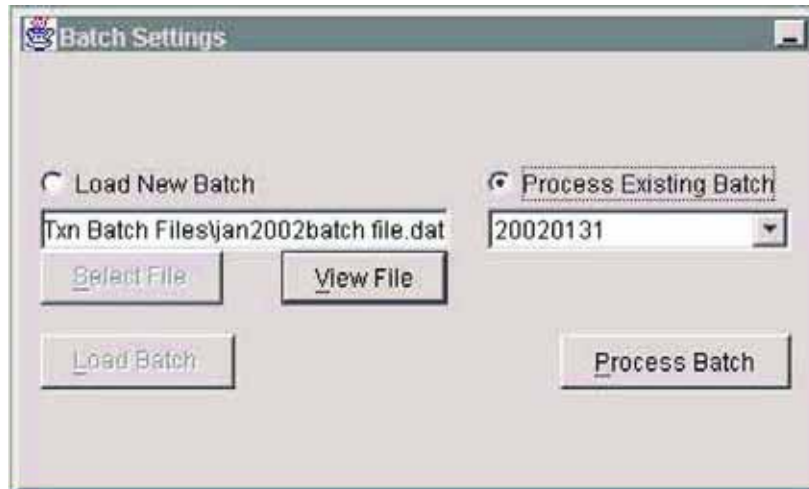 Batch Settings
Load New Batch
Process Existing Batch
Txn Batch Files\jan2002batch file.dat
20020131
Select File
View File
Load Batch
Process Batch